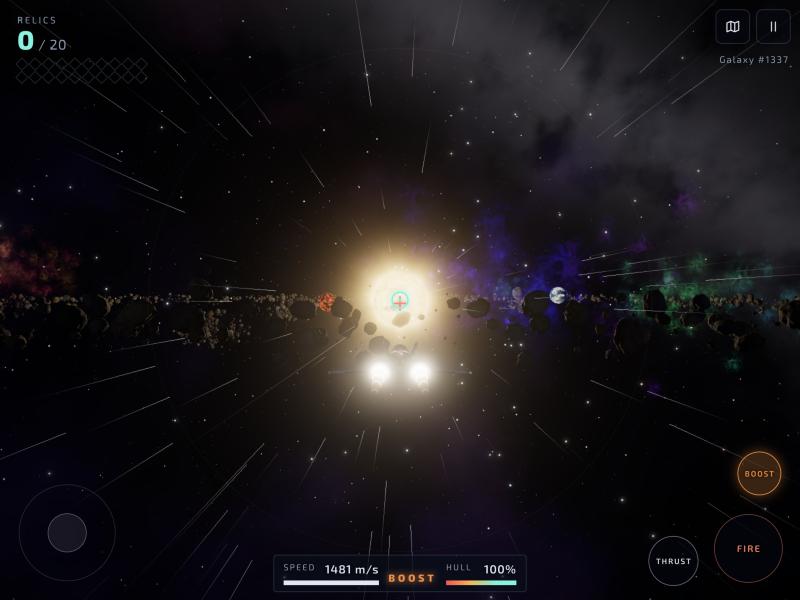 RELICS
0 / 20
Galaxy #1337
BOOST
FIRE
THRUST
SPEED 1481 m/s
BOOST
HULL 100%